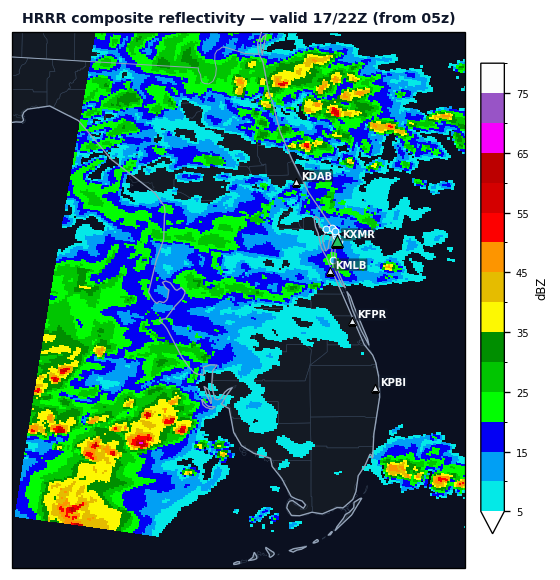 HRRR composite reflectivity — valid 17/22Z (from 05z)
KDAB
KXMR
KMLB
KFPR
KPBI
75
65
55
45
35
25
15
5
dBZ